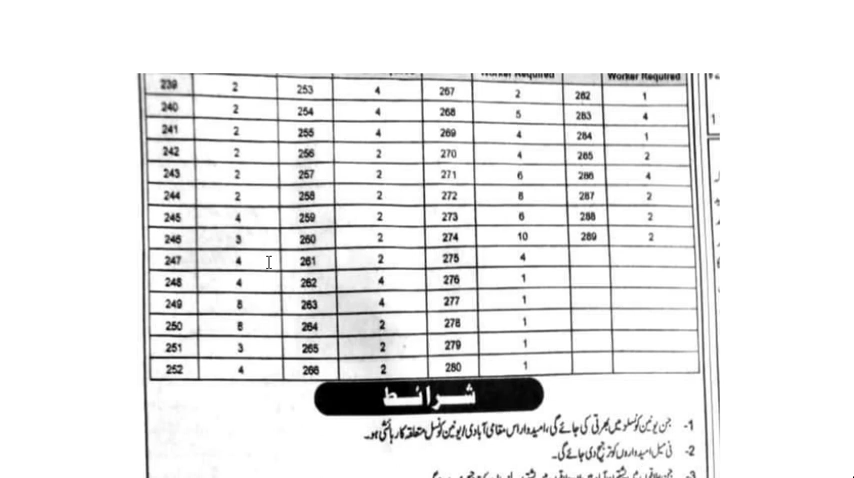 Worker Required Worker Required
239 2 253 4 267 2 282 1
240 2 254 4 268 5 283 4
241 2 255 4 269 4 284 1
242 2 256 2 270 4 285 2
243 2 257 2 271 6 286 4
244 2 258 2 272 8 287 2
245 4 259 2 273 6 288 2
246 3 260 2 274 10 289 2
247 4 261 2 275 4
248 4 262 4 276 1
249 8 263 4 277 1
250 8 264 2 278 1
251 3 265 2 279 1
252 4 266 2 280 1
شرائط
1- جن یونین کونسلو میں بھرتی کی جائے گی، امیدوار اس مقامی آبادی/یونین کونسل متعلقہ کا رہائشی ہو۔
2- فی میل امیدواروں کو ترجیح دی جائے گی۔
3-